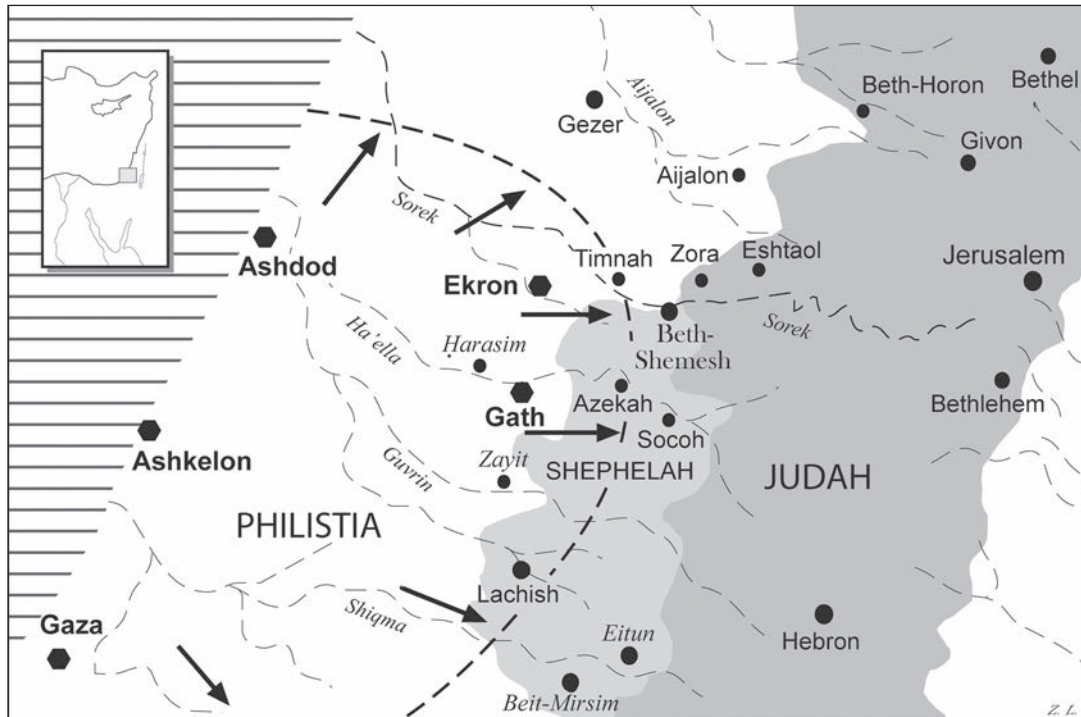 Bethel
Beth-Horon
Aijalon
Gezer
Givon
Aijalon
Sorek
Ashdod
Timnah
Zora
Eshtaol
Jerusalem
Ekron
Sorek
Beth-
Shemesh
Ha'ella
Harasim
Gath
Azekah
Bethlehem
Socoh
Ashkelon
Guvrin
Zayit
SHEPHELAH
JUDAH
PHILISTIA
Lachish
Shiqma
Gaza
Eitun
Hebron
Beit-Mirsim
Z. L.